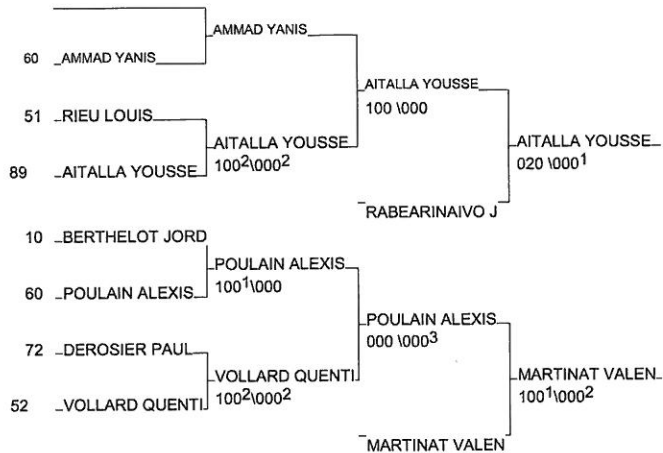 AMMAD YANIS
60 AMMAD YANIS
AITALLA YOUSSE
100 \000
51 RIEU LOUIS
AITALLA YOUSSE
100²\000²
AITALLA YOUSSE
020 \000¹
89 AITALLA YOUSSE
RABEARINAIVO J
10 BERTHELOT JORD
POULAIN ALEXIS
100¹\000
60 POULAIN ALEXIS
POULAIN ALEXIS
000 \000³
72 DEROSIER PAUL
VOLLARD QUENTI
100²\000²
MARTINAT VALEN
100¹\000²
52 VOLLARD QUENTI
MARTINAT VALEN